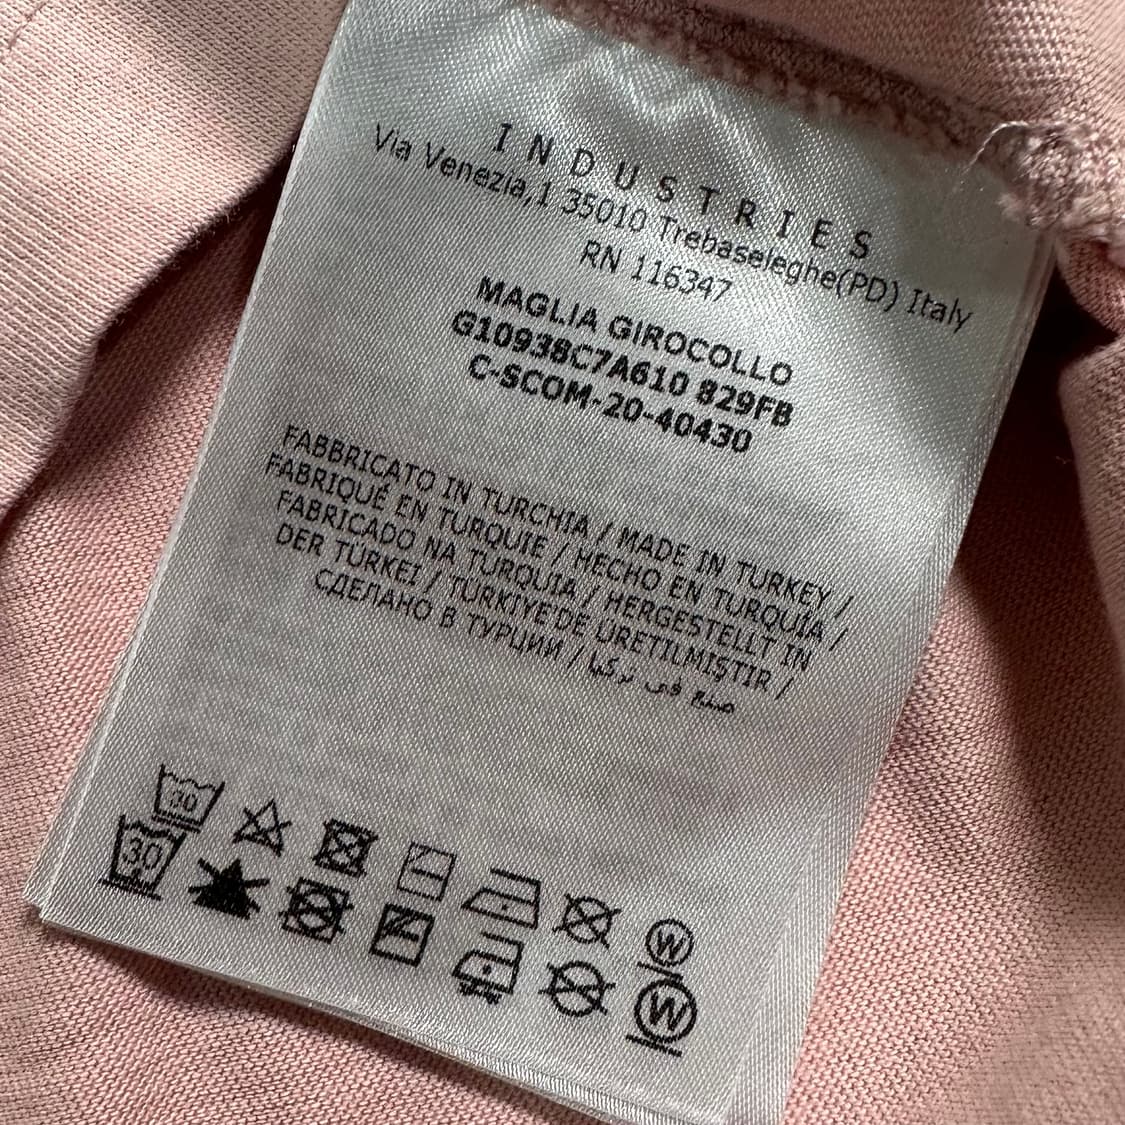 INDUSTRIES
Via Venezia,1 35010 Trebaseleghe(PD) Italy
RN 116347
MAGLIA GIROCOLLO
G10938C7A610 829FB
C-SCOM-20-40430
FABBRICATO IN TURCHIA / MADE IN TURKEY /
FABRIQUÉ EN TURQUIE / HECHO EN TURQUÍA /
FABRICADO NA TURQUIA / HERGESTELLT IN
DER TÜRKEI / TÜRKIYE'DE ÜRETILMIŞTIR /
СДЕЛАНО В ТУРЦИИ / صنع في تركيا
30 W
30 W